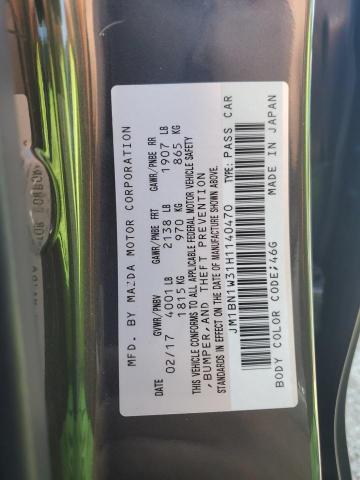 MFD. BY MAZDA MOTOR CORPORATION
GVWR/PNBV GAWR/PNBE FRT GAWR/PNBE RR
DATE 02/17 4001 LB 2138 LB 1907 LB
1815 KG 970 KG 865 KG
THIS VEHICLE CONFORMS TO ALL APPLICABLE FEDERAL MOTOR VEHICLE SAFETY
,BUMPER,AND THEFT PREVENTION
STANDARDS IN EFFECT ON THE DATE OF MANUFACTURE SHOWN ABOVE.
JM1BN1W31H1140470 TYPE:PASS CAR
BODY COLOR CODE;46G MADE IN JAPAN